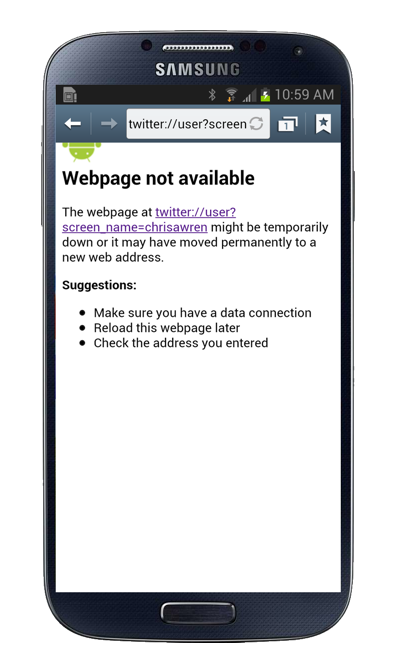 SAMSUNG
10:59 AM
twitter://user?screen
1
Webpage not available
The webpage at twitter://user?
screen_name=chrisawren might be temporarily
down or it may have moved permanently to a
new web address.
Suggestions:
Make sure you have a data connection
Reload this webpage later
Check the address you entered